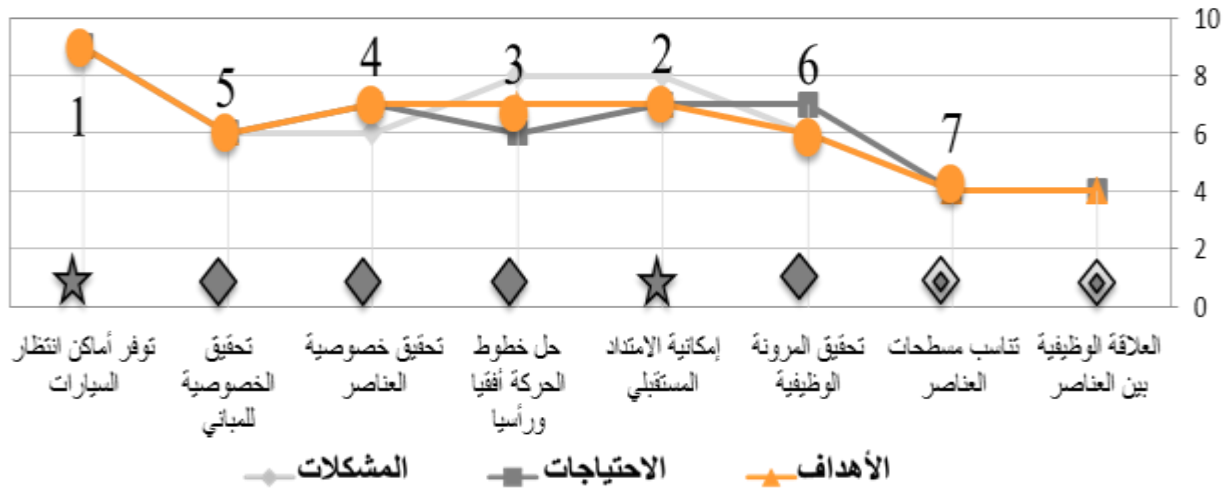 10
8
6
4
2
0
1
5
4
3
2
6
7
العلاقة الوظيفية
بين العناصر
تناسب مسطحات
العناصر
تحقيق المرونة
الوظيفية
إمكانية الامتداد
المستقبلي
حل خطوط
الحركة أفقيا
ورأسيا
تحقيق خصوصية
العناصر
تحقيق
الخصوصية
للمباني
توفر أماكن انتظار
السيارات
الأهداف
الاحتياجات
المشكلات